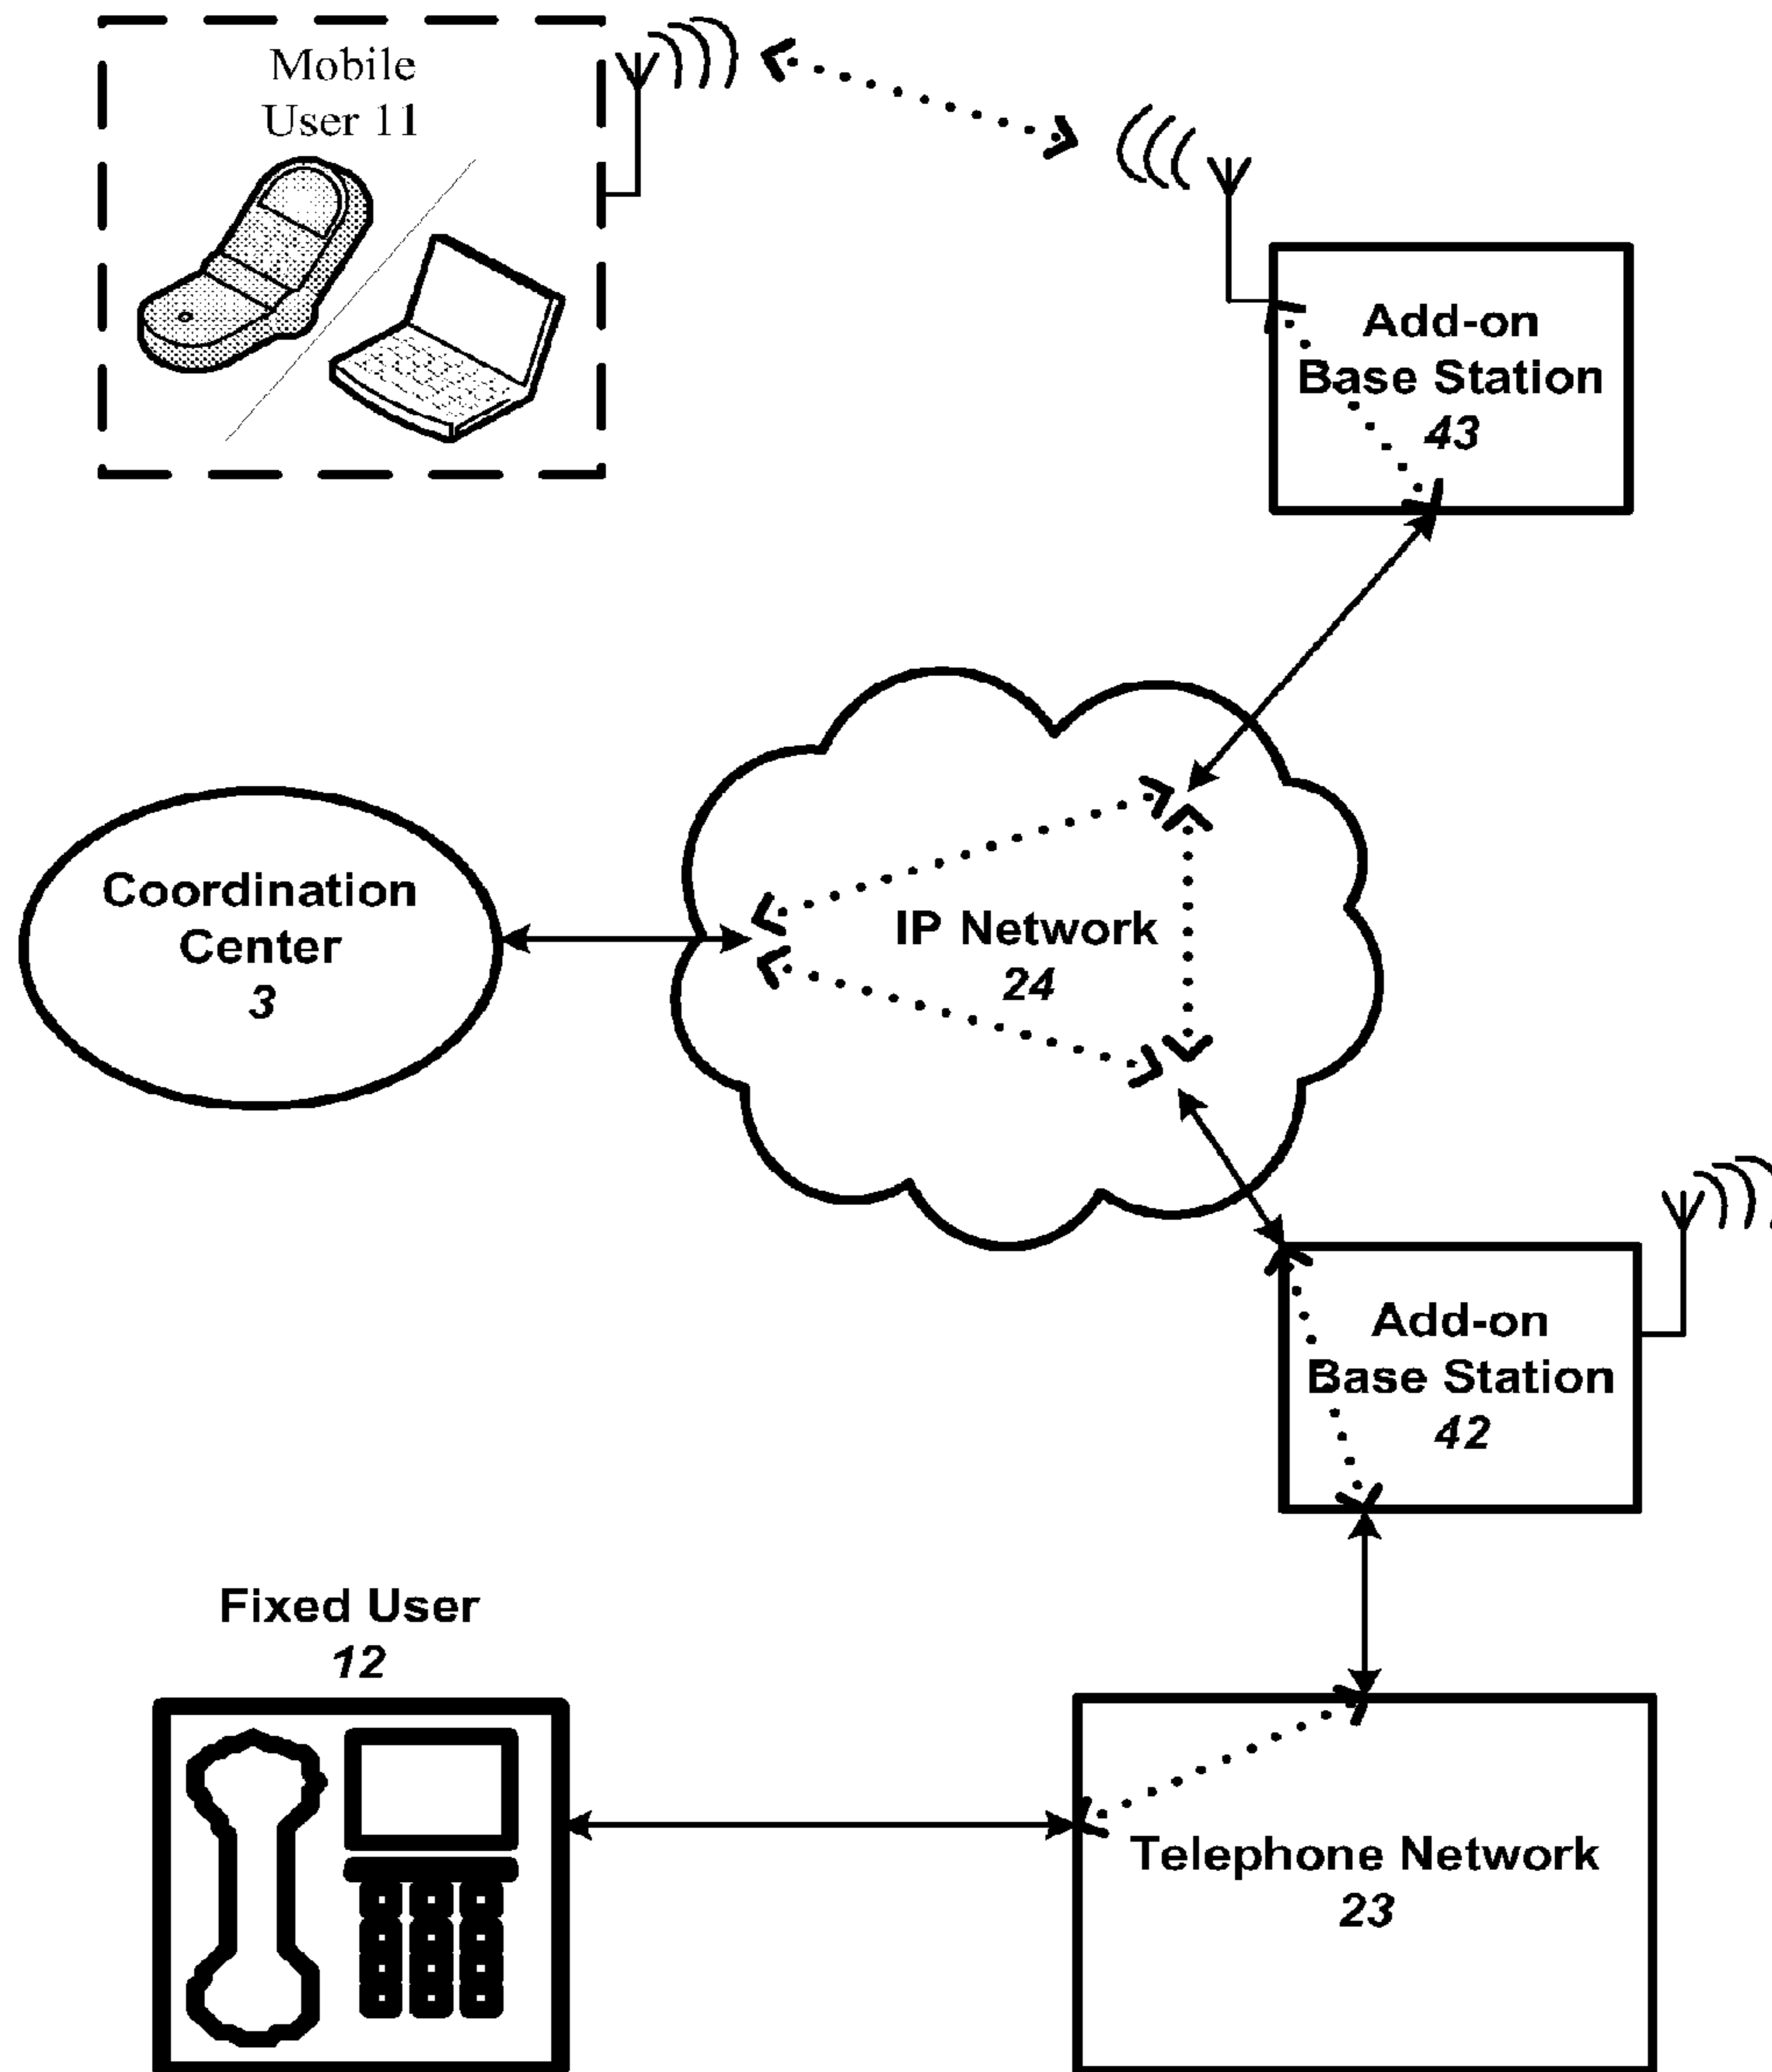 Mobile
User 11
Add-on
Base Station
43
Coordination
Center
3
IP Network
24
Add-on
Base Station
42
Fixed User
12
Telephone Network
23